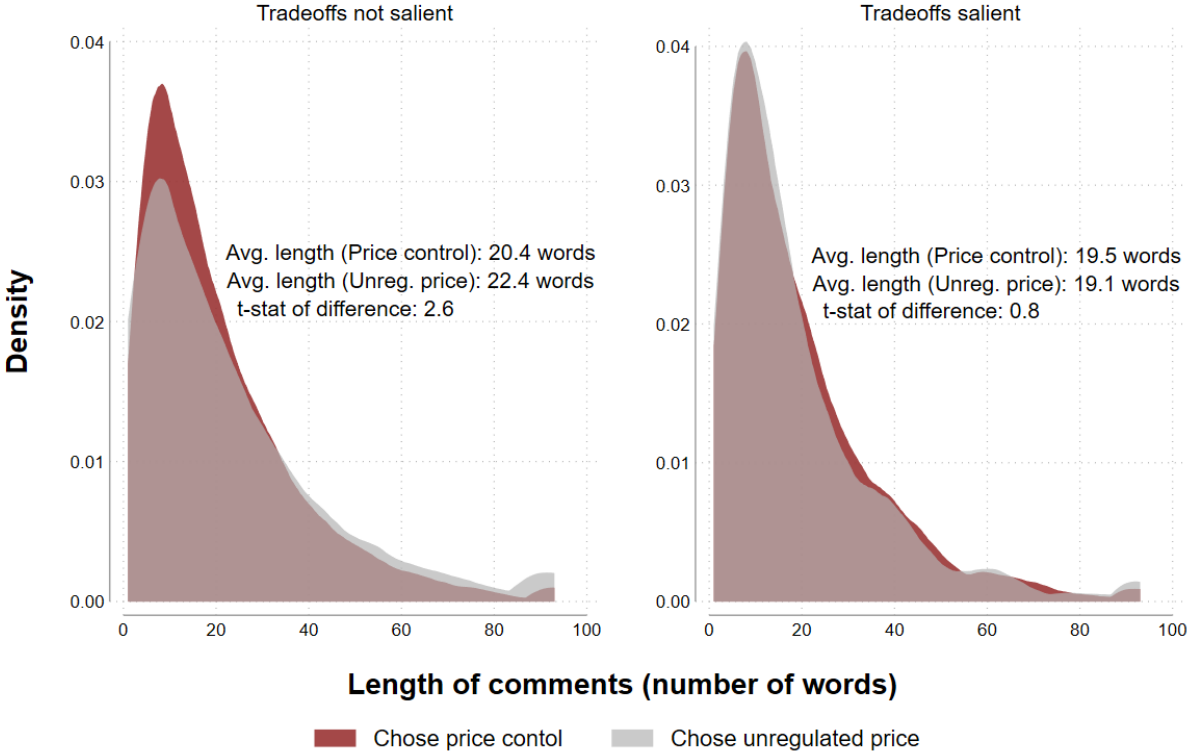 Tradeoffs not salient
Tradeoffs salient
0.04
0.03
0.02
0.01
0.00
Avg. length (Price control): 20.4 words
Avg. length (Unreg. price): 22.4 words
t-stat of difference: 2.6
0 20 40 60 80 100
0.04
0.03
0.02
0.01
0.00
Avg. length (Price control): 19.5 words
Avg. length (Unreg. price): 19.1 words
t-stat of difference: 0.8
0 20 40 60 80 100
Density
Length of comments (number of words)
Chose price contol
Chose unregulated price